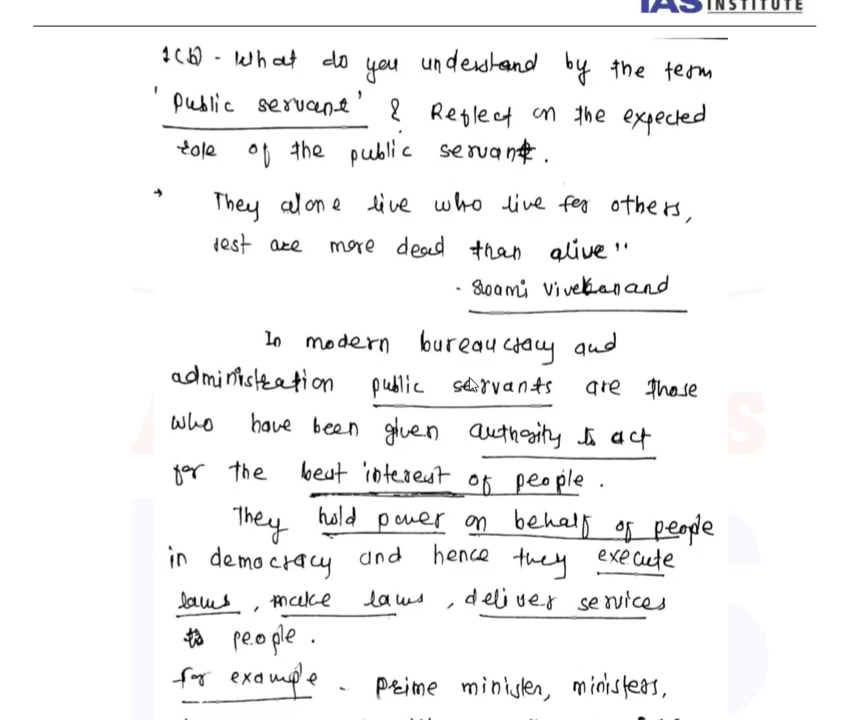 IAS INSTITUTE
1(b) - What do you understand by the term
'Public servant' & Reflect on the expected
role of the public servant.
→ They alone live who live for others,
rest are more dead than alive"
- Swami Vivekanand
In modern bureaucracy and
administration public servants are those
who have been given authority to act
for the best interest of people.
They hold power on behalf of people
in democracy and hence they execute
laws, make laws, deliver services
to people.
for example - Prime minister, ministers,